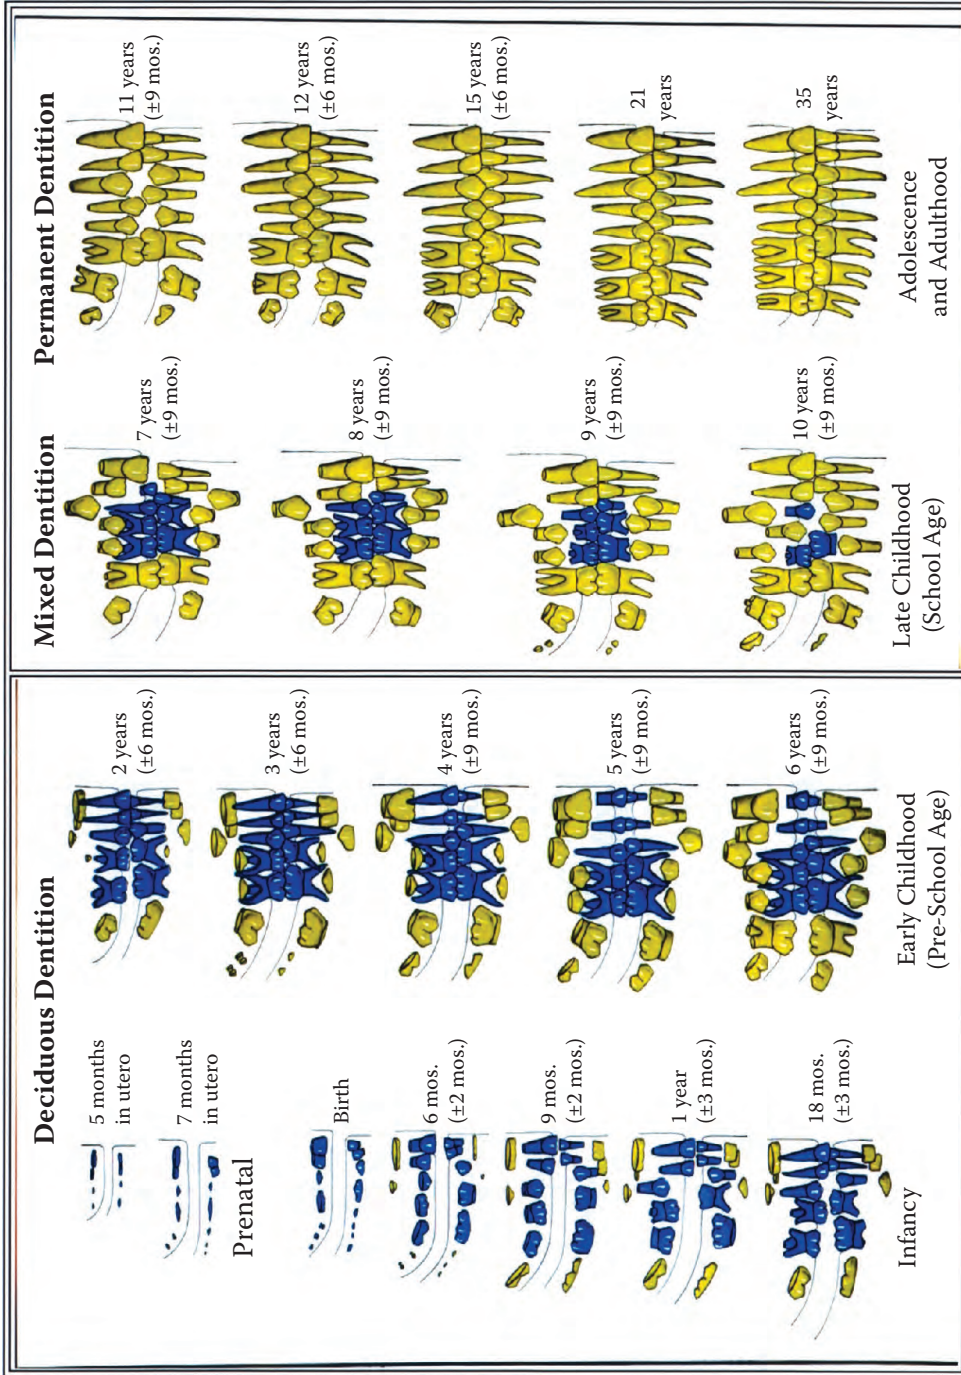 Deciduous Dentition
5 months
in utero
7 months
in utero
Prenatal
Birth
6 mos.
(±2 mos.)
9 mos.
(±2 mos.)
1 year
(±3 mos.)
18 mos.
(±3 mos.)
Infancy
2 years
(±6 mos.)
3 years
(±6 mos.)
4 years
(±9 mos.)
5 years
(±9 mos.)
6 years
(±9 mos.)
Early Childhood
(Pre-School Age)
Mixed Dentition
7 years
(±9 mos.)
8 years
(±9 mos.)
9 years
(±9 mos.)
10 years
(±9 mos.)
Late Childhood
(School Age)
Permanent Dentition
11 years
(±9 mos.)
12 years
(±6 mos.)
15 years
(±6 mos.)
21
years
35
years
Adolescence
and Adulthood